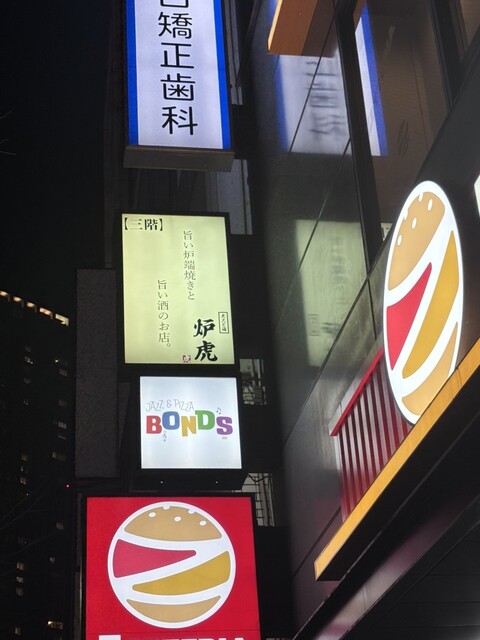 矯正歯科
【三階】
旨い炉端焼きと
旨い酒のお店。
炉虎
JAZZ & PIZZA
BOND'S